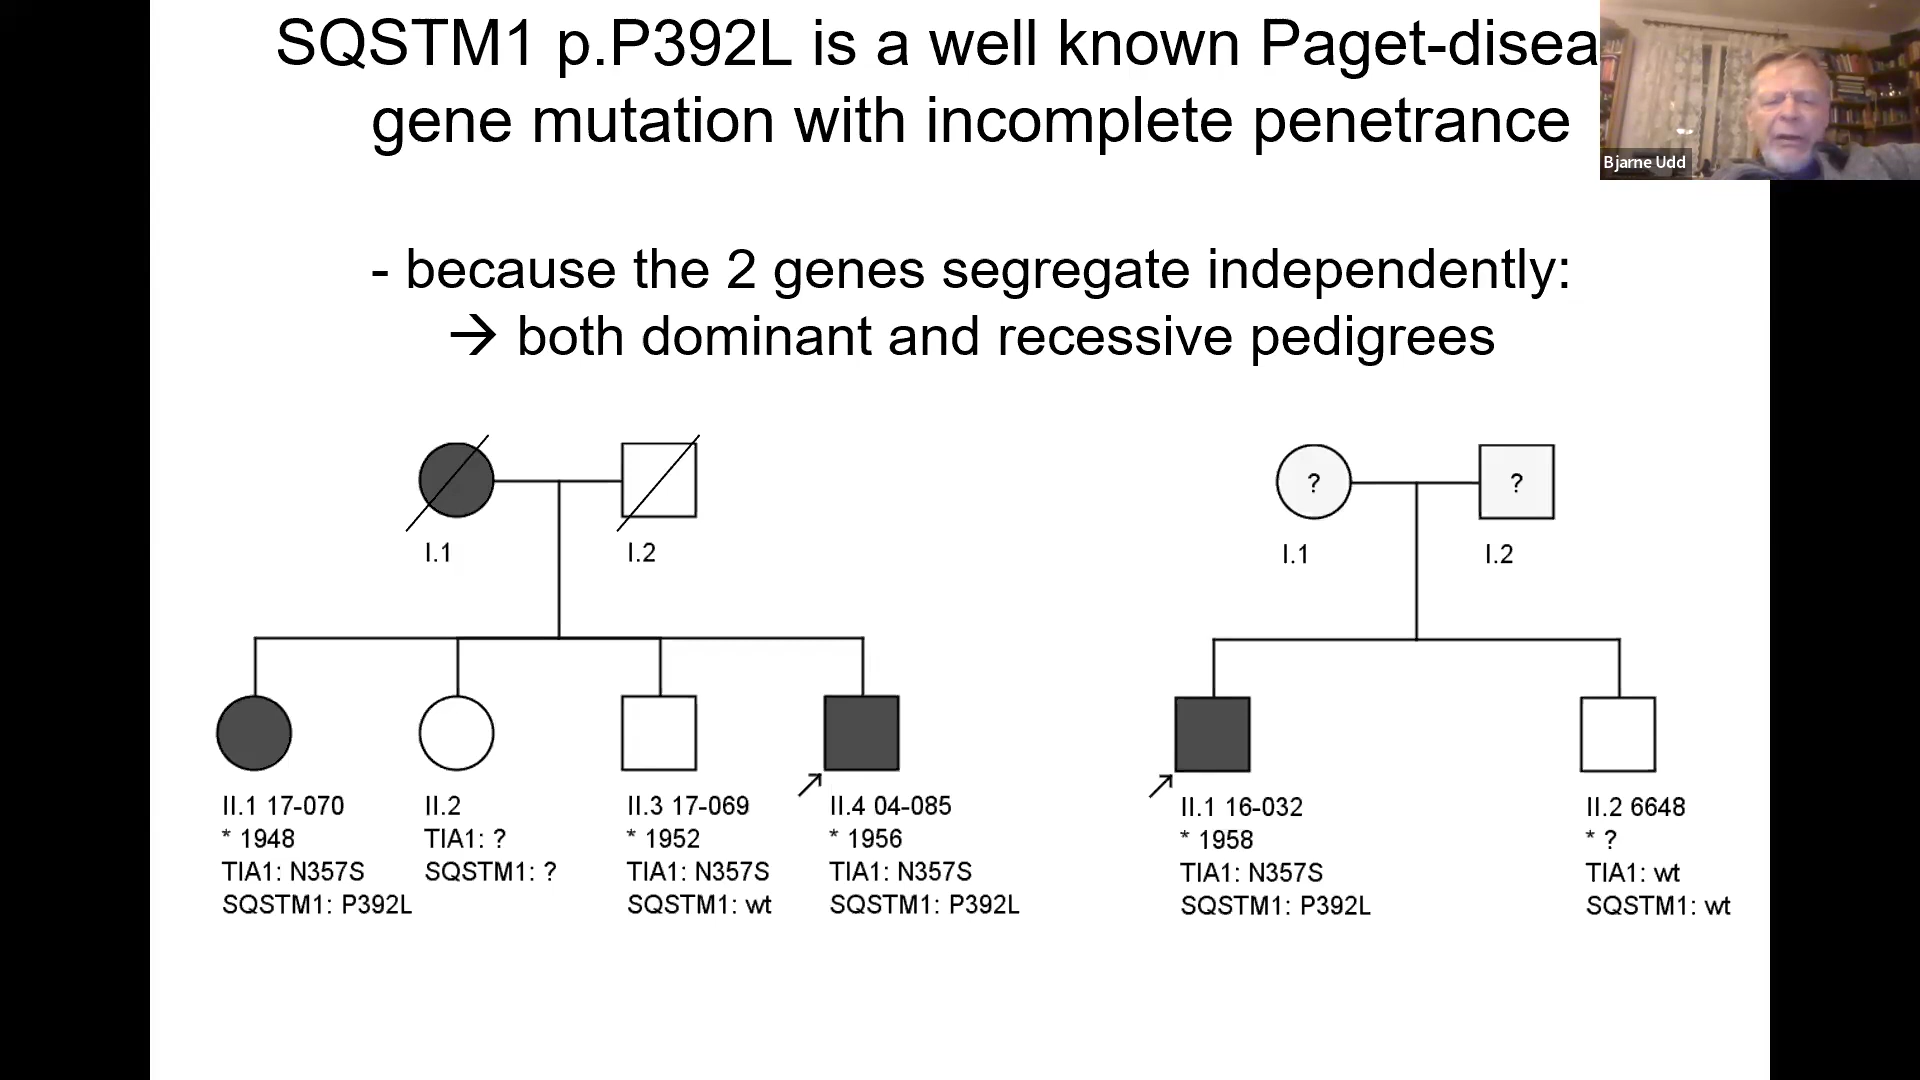 SQSTM1 p.P392L is a well known Paget-disea
gene mutation with incomplete penetrance
Bjarne Udd
- because the 2 genes segregate independently:
→ both dominant and recessive pedigrees
I.1
I.2
II.1 17-070
* 1948
TIA1: N357S
SQSTM1: P392L
II.2
TIA1: ?
SQSTM1: ?
II.3 17-069
* 1952
TIA1: N357S
SQSTM1: wt
II.4 04-085
* 1956
TIA1: N357S
SQSTM1: P392L
?
?
I.1
I.2
II.1 16-032
* 1958
TIA1: N357S
SQSTM1: P392L
II.2 6648
* ?
TIA1: wt
SQSTM1: wt